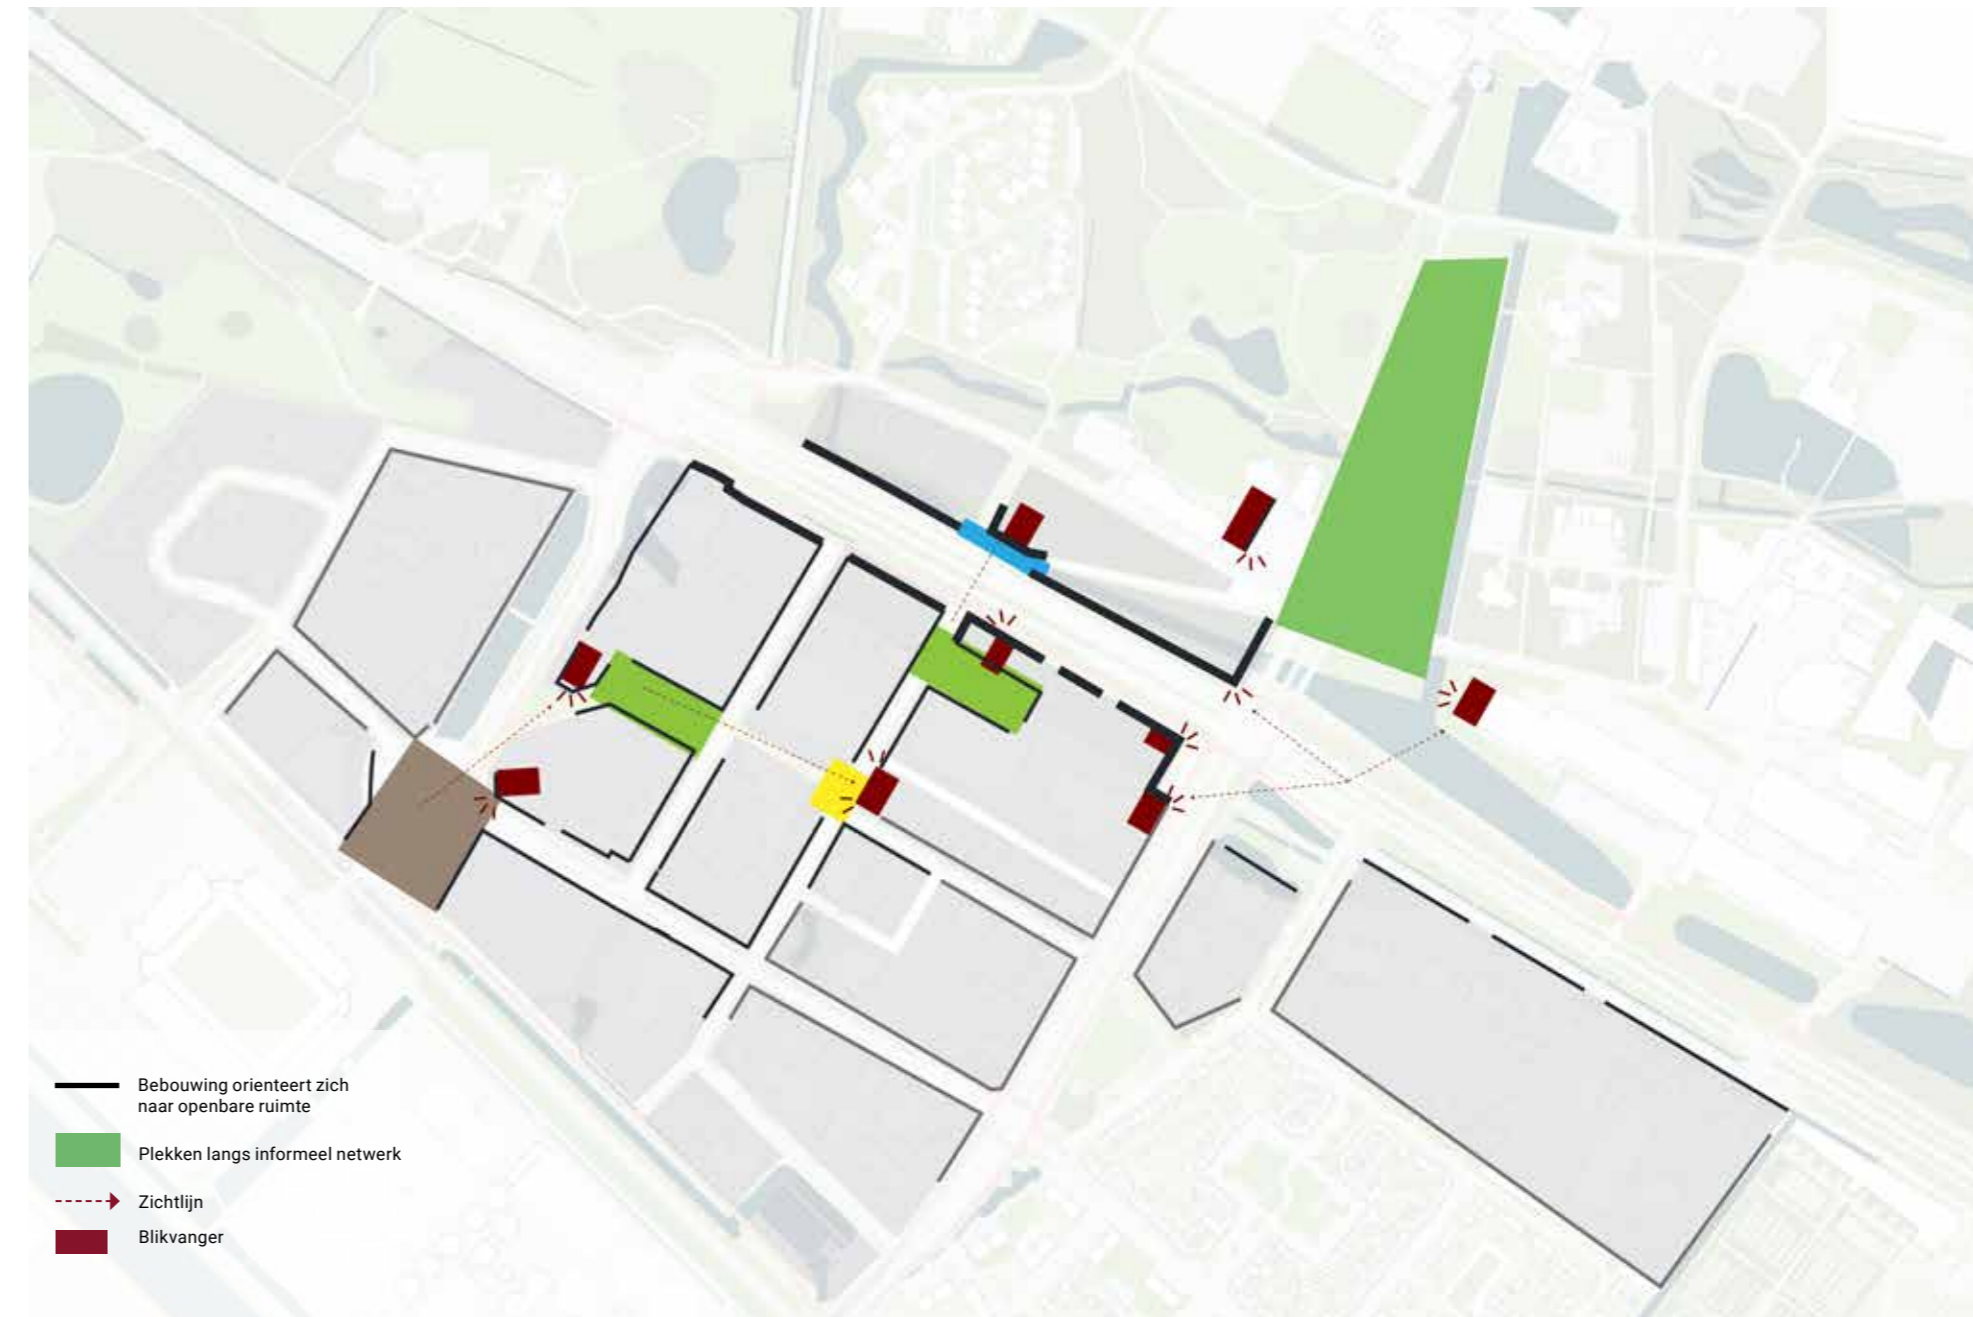 Bebouwing orienteert zich
naar openbare ruimte
Plekken langs informeel netwerk
Zichtlijn
Blikvanger